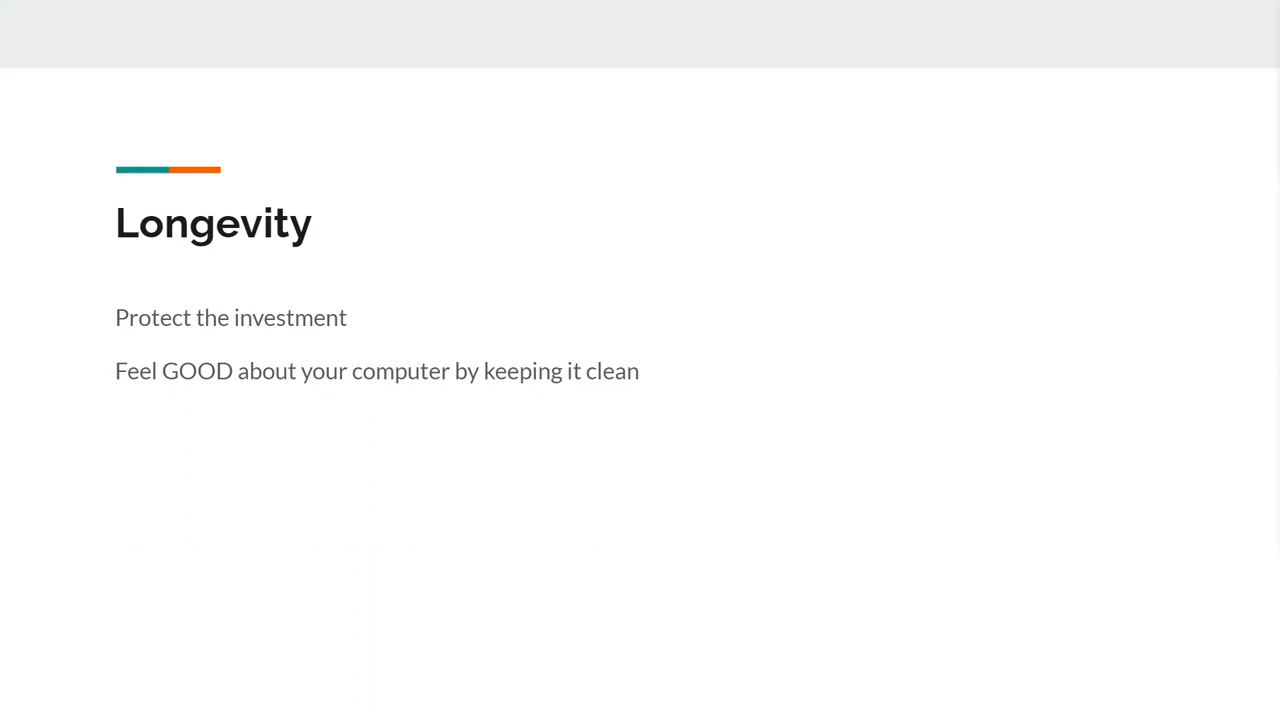 Longevity
Protect the investment
Feel GOOD about your computer by keeping it clean